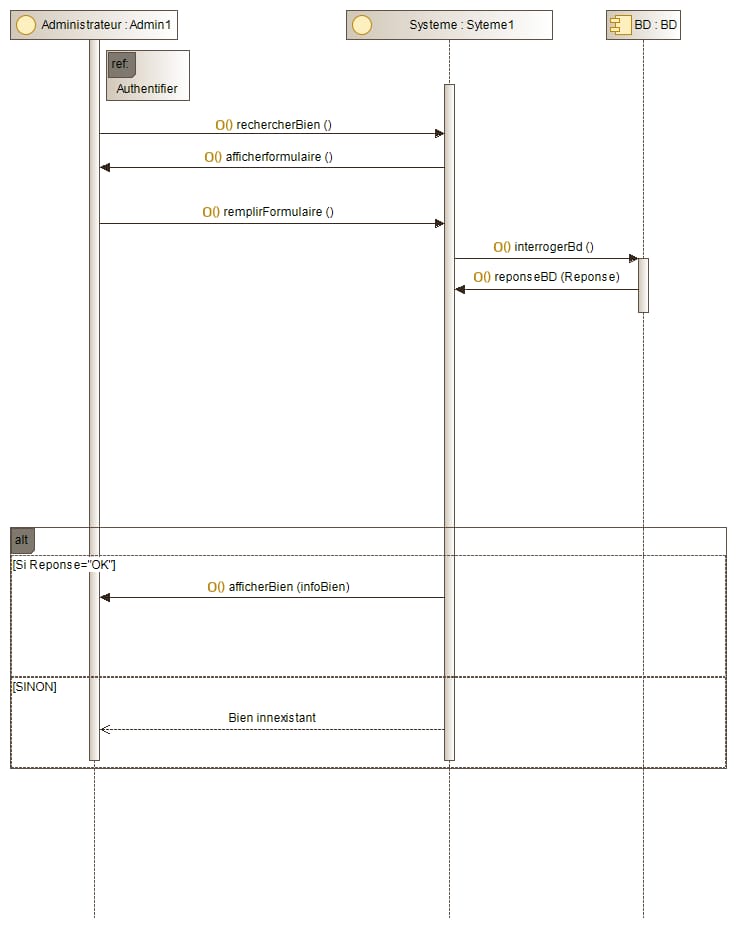 Administrateur : Admin1
Systeme : Syteme1
BD : BD
ref:
Authentifier
O() rechercherBien ()
O() afficherformulaire ()
O() remplirFormulaire ()
O() interrogerBd ()
O() reponseBD (Reponse)
alt
[Si Reponse="OK"]
O() afficherBien (infoBien)
[SINON]
Bien innexistant